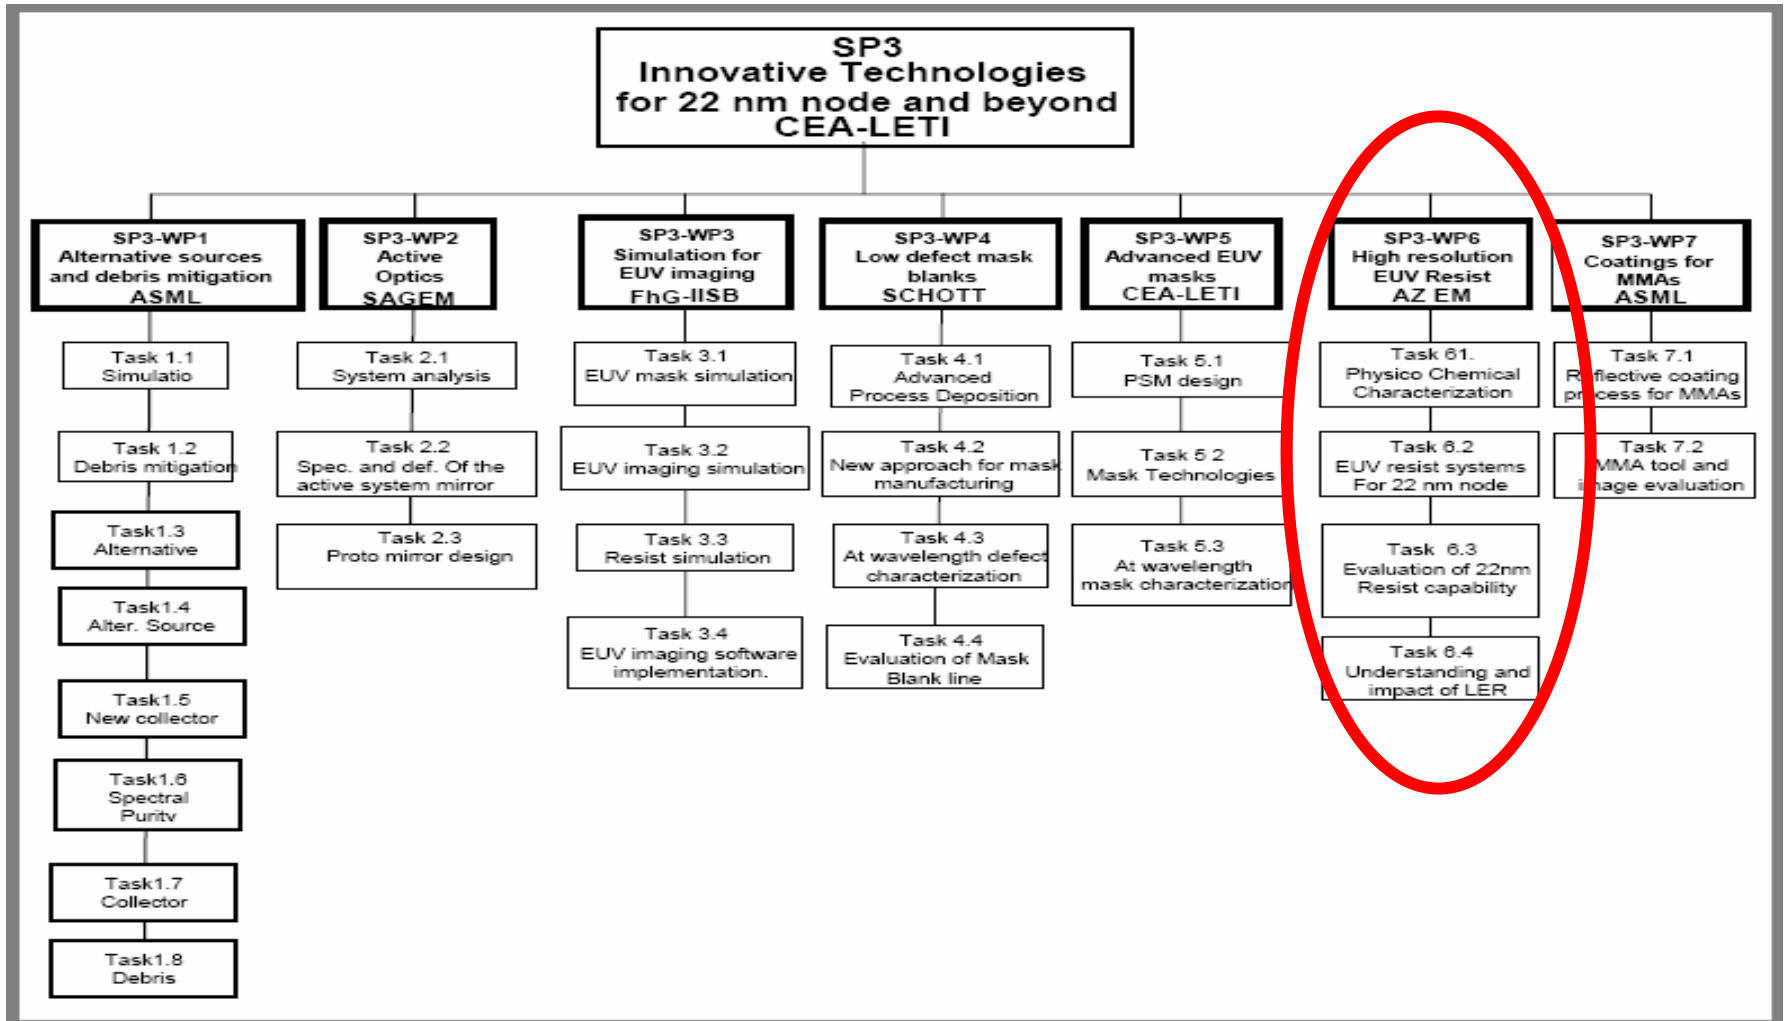 SP3
Innovative Technologies
for 22 nm node and beyond
CEA-LETI
SP3-WP1
Alternative sources
and debris mitigation
ASML
Task 1.1
Simulatio
Task 1.2
Debris mitigation
Task1.3
Alternative
Task1.4
Alter. Source
Task1.5
New collector
Task1.6
Spectral
Purity
Task1.7
Collector
Task1.8
Debris
SP3-WP2
Active
Optics
SAGEM
Task 2.1
System analysis
Task 2.2
Spec. and def. Of the
active system mirror
Task 2.3
Proto mirror design
SP3-WP3
Simulation for
EUV imaging
FhG-IISB
Task 3.1
EUV mask simulation
Task 3.2
EUV imaging simulation
Task 3.3
Resist simulation
Task 3.4
EUV imaging software
implementation.
SP3-WP4
Low defect mask
blanks
SCHOTT
Task 4.1
Advanced
Process Deposition
Task 4.2
New approach for mask
manufacturing
Task 4.3
At wavelength defect
characterization
Task 4.4
Evaluation of Mask
Blank line
SP3-WP5
Advanced EUV
masks
CEA-LETI
Task 5.1
PSM design
Task 5 2
Mask Technologies
Task 5.3
At wavelength
mask characterization
SP3-WP6
High resolution
EUV Resist
AZ EM
Task 61.
Physico Chemical
Characterization
Task 6.2
EUV resist systems
For 22 nm node
Task 6.3
Evaluation of 22nm
Resist capability
Task 6.4
Understanding and
impact of LER
SP3-WP7
Coatings for
MMAs
ASML
Task 7.1
Reflective coating
process for MMAs
Task 7.2
MMA tool and
image evaluation